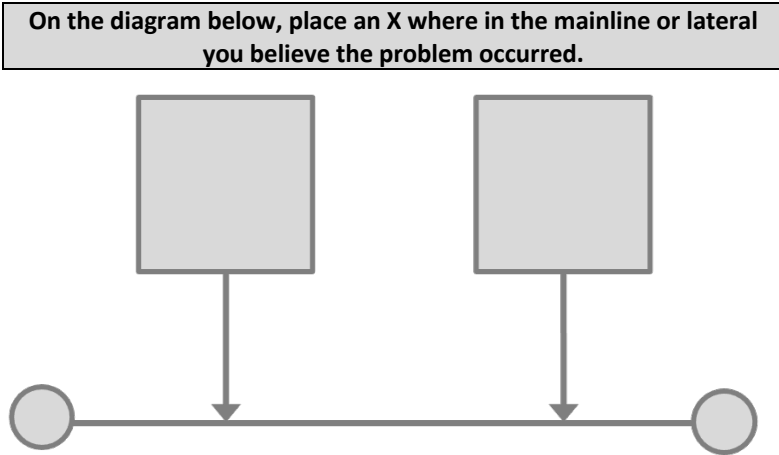 On the diagram below, place an X where in the mainline or lateral
you believe the problem occurred.